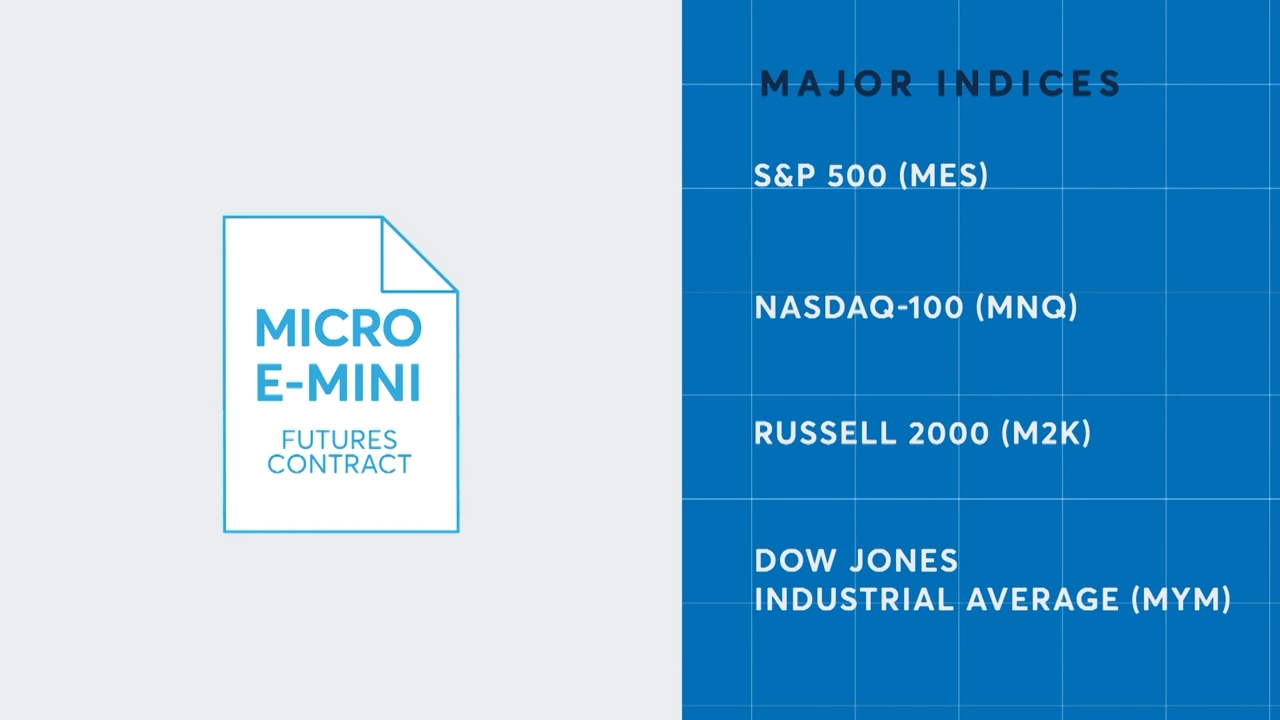 MICRO
E-MINI
FUTURES
CONTRACT
MAJOR INDICES
S&P 500 (MES)
NASDAQ-100 (MNQ)
RUSSELL 2000 (M2K)
DOW JONES
INDUSTRIAL AVERAGE (MYM)